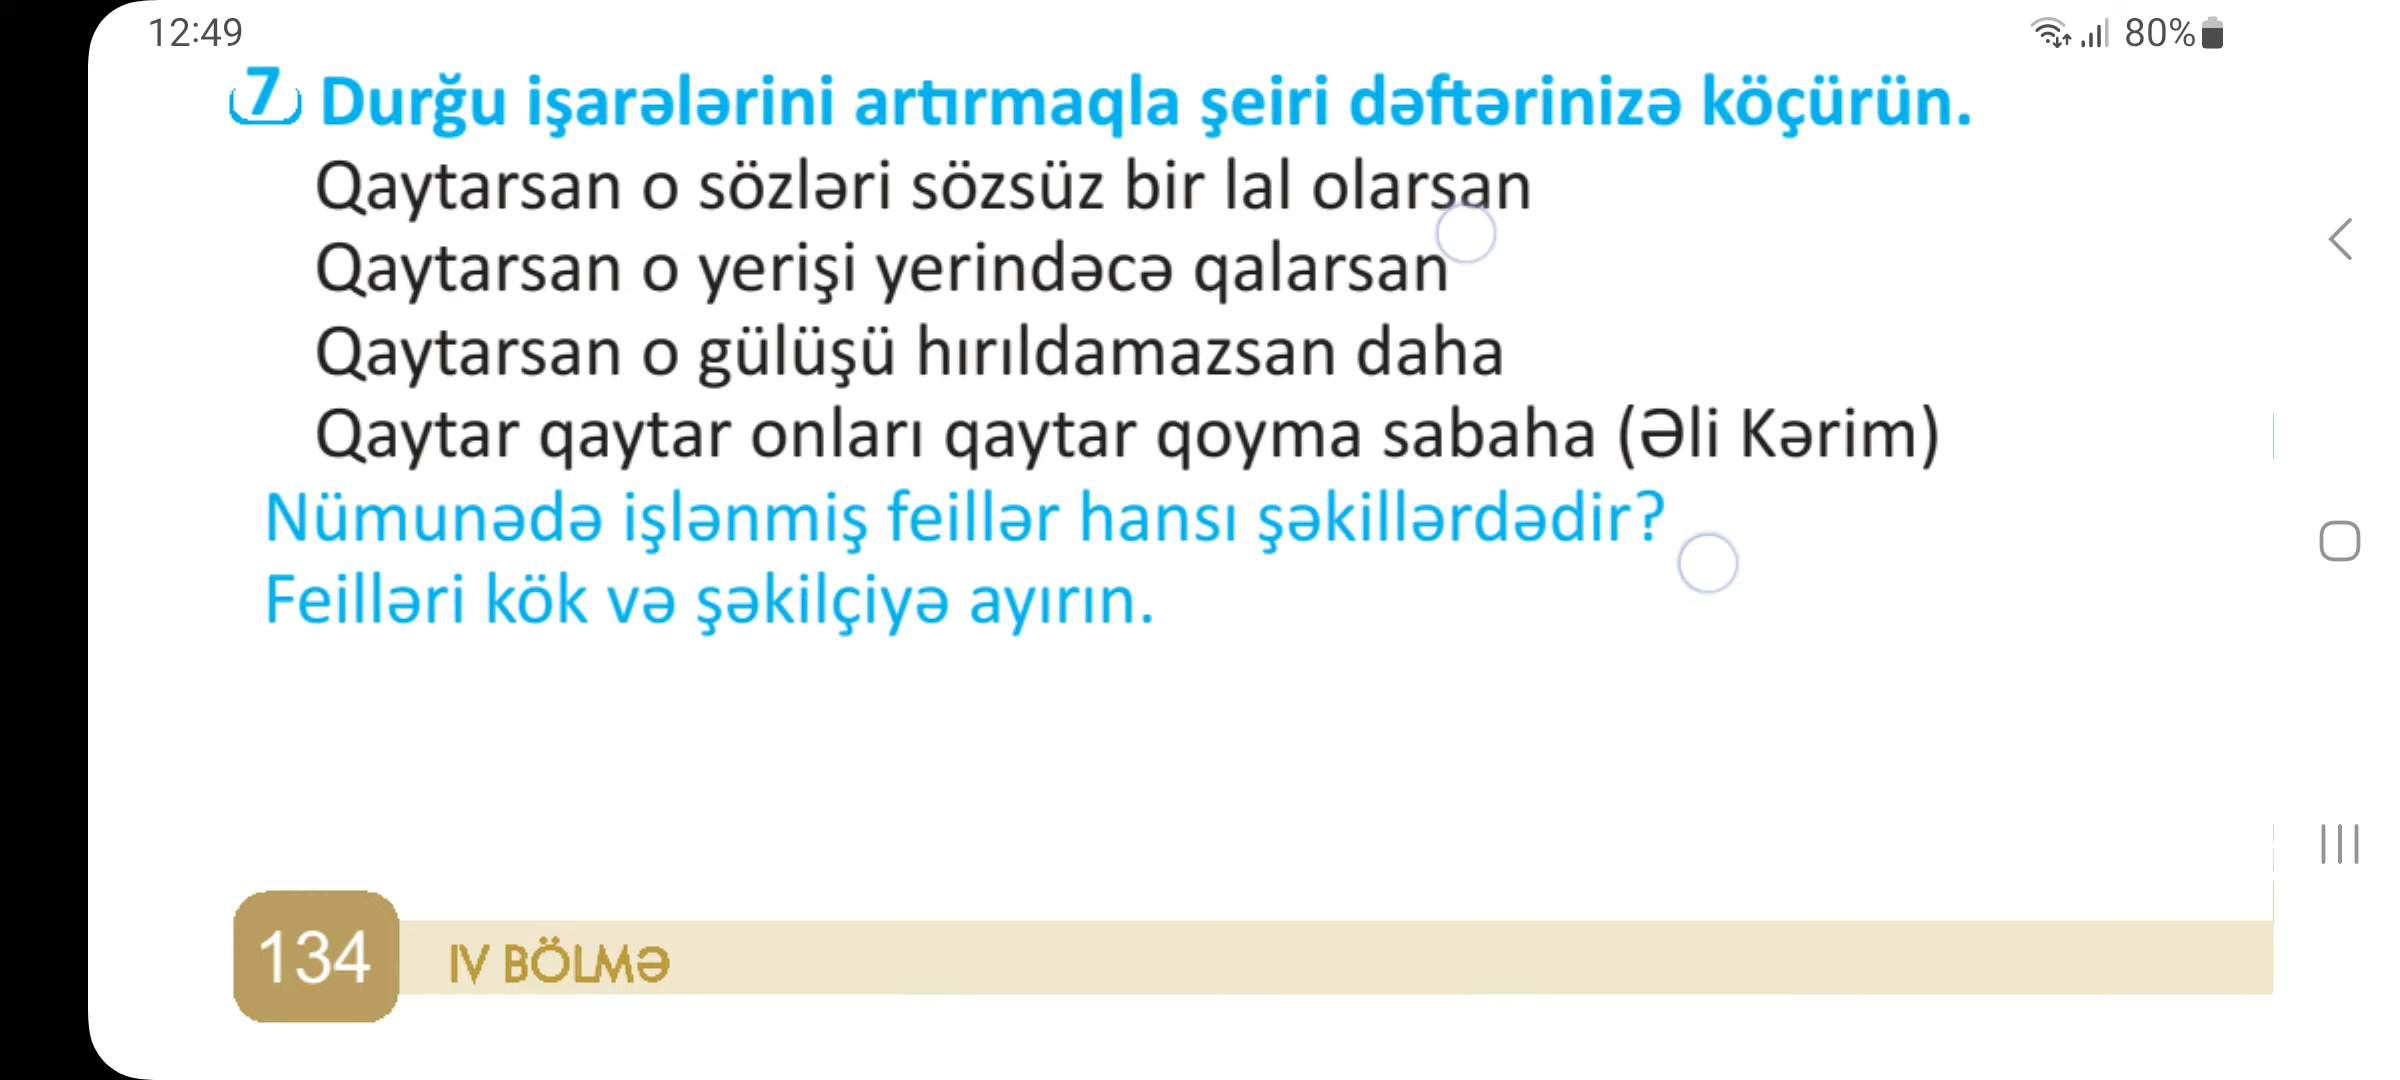 12:49
80%
7 Durğu işarələrini artırmaqla şeiri dəftərinizə köçürün.
Qaytarsan o sözləri sözsüz bir lal olarsan
Qaytarsan o yerişi yerindəcə qalarsan
Qaytarsan o gülüşü hırıldamazsan daha
Qaytar qaytar onları qaytar qoyma sabaha (Əli Kərim)
Nümunədə işlənmiş feillər hansı şəkillərdədir?
Feilləri kök və şəkilçiyə ayırın.
134
IV BÖLMƏ